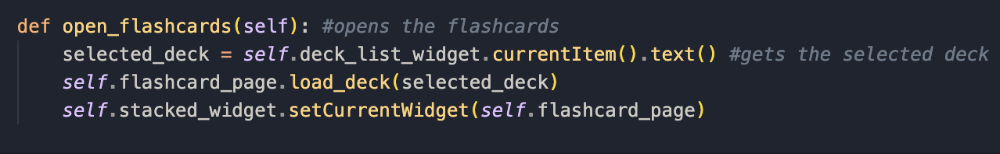 def open_flashcards(self): #opens the flashcards
    selected_deck = self.deck_list_widget.currentItem().text() #gets the selected deck
    self.flashcard_page.load_deck(selected_deck)
    self.stacked_widget.setCurrentWidget(self.flashcard_page)